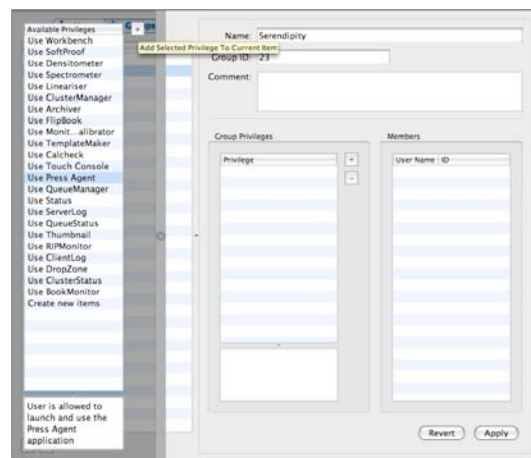 Available Privileges
+
Use Workbench
Use SoftProof
Use Densitometer
Use Spectrometer
Use Lineariser
Use ClusterManager
Use Archiver
Use FlipBook
Use Monit...alibrator
Use TemplateMaker
Use Calcheck
Use Touch Console
Use Press Agent
Use QueueManager
Use Status
Use ServerLog
Use QueueStatus
Use Thumbnail
Use RIPMonitor
Use ClientLog
Use DropZone
Use ClusterStatus
Use BookMonitor
Create new items
User is allowed to
launch and use the
Press Agent
application
Add Selected Privilege To Current Item
Name: Serendipity
Group ID: 23
Comment:
Group Privileges
Privilege
+
-
Members
User Name ID
Revert Apply